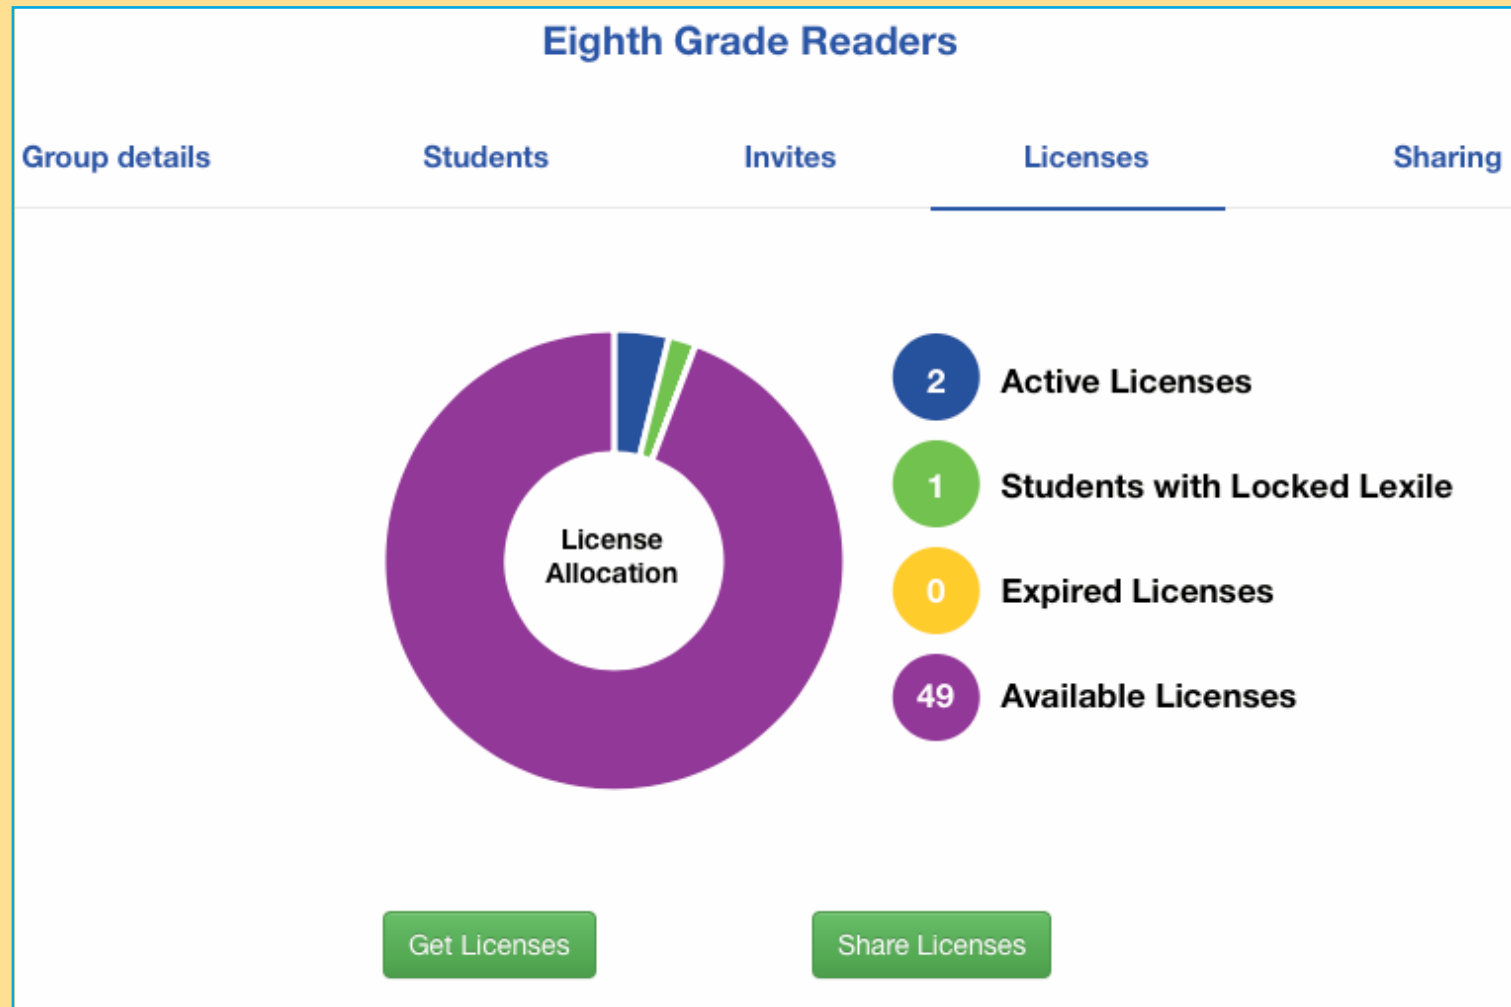 Eighth Grade Readers
Group details Students Invites Licenses Sharing
License
Allocation
2 Active Licenses
1 Students with Locked Lexile
0 Expired Licenses
49 Available Licenses
Get Licenses Share Licenses